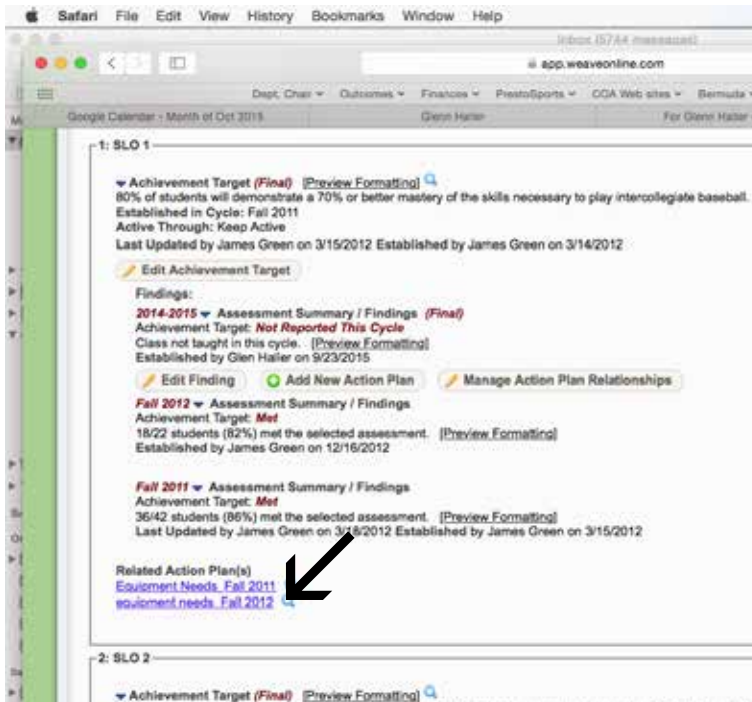 Safari File Edit View History Bookmarks Window Help
Inbox (5744 messages)
app.weaveonline.com
Dept. Chair Outcomes Finances PrestoSports CCA Web sites Bermuda
Google Calendar - Month of Oct 2015 Glenn Haller For Glenn Haller
1: SLO 1
Achievement Target (Final) [Preview Formatting]
80% of students will demonstrate a 70% or better mastery of the skills necessary to play intercollegiate baseball.
Established in Cycle: Fall 2011
Active Through: Keep Active
Last Updated by James Green on 3/15/2012 Established by James Green on 3/14/2012
Edit Achievement Target
Findings:
2014-2015 Assessment Summary / Findings (Final)
Achievement Target: Not Reported This Cycle
Class not taught in this cycle. [Preview Formatting]
Established by Glen Haller on 9/23/2015
Edit Finding Add New Action Plan Manage Action Plan Relationships
Fall 2012 Assessment Summary / Findings
Achievement Target: Met
18/22 students (82%) met the selected assessment. [Preview Formatting]
Established by James Green on 12/16/2012
Fall 2011 Assessment Summary / Findings
Achievement Target: Met
36/42 students (86%) met the selected assessment. [Preview Formatting]
Last Updated by James Green on 3/18/2012 Established by James Green on 3/15/2012
Related Action Plan(s)
Equipment Needs Fall 2011
equipment needs Fall 2012
2: SLO 2
Achievement Target (Final) [Preview Formatting]